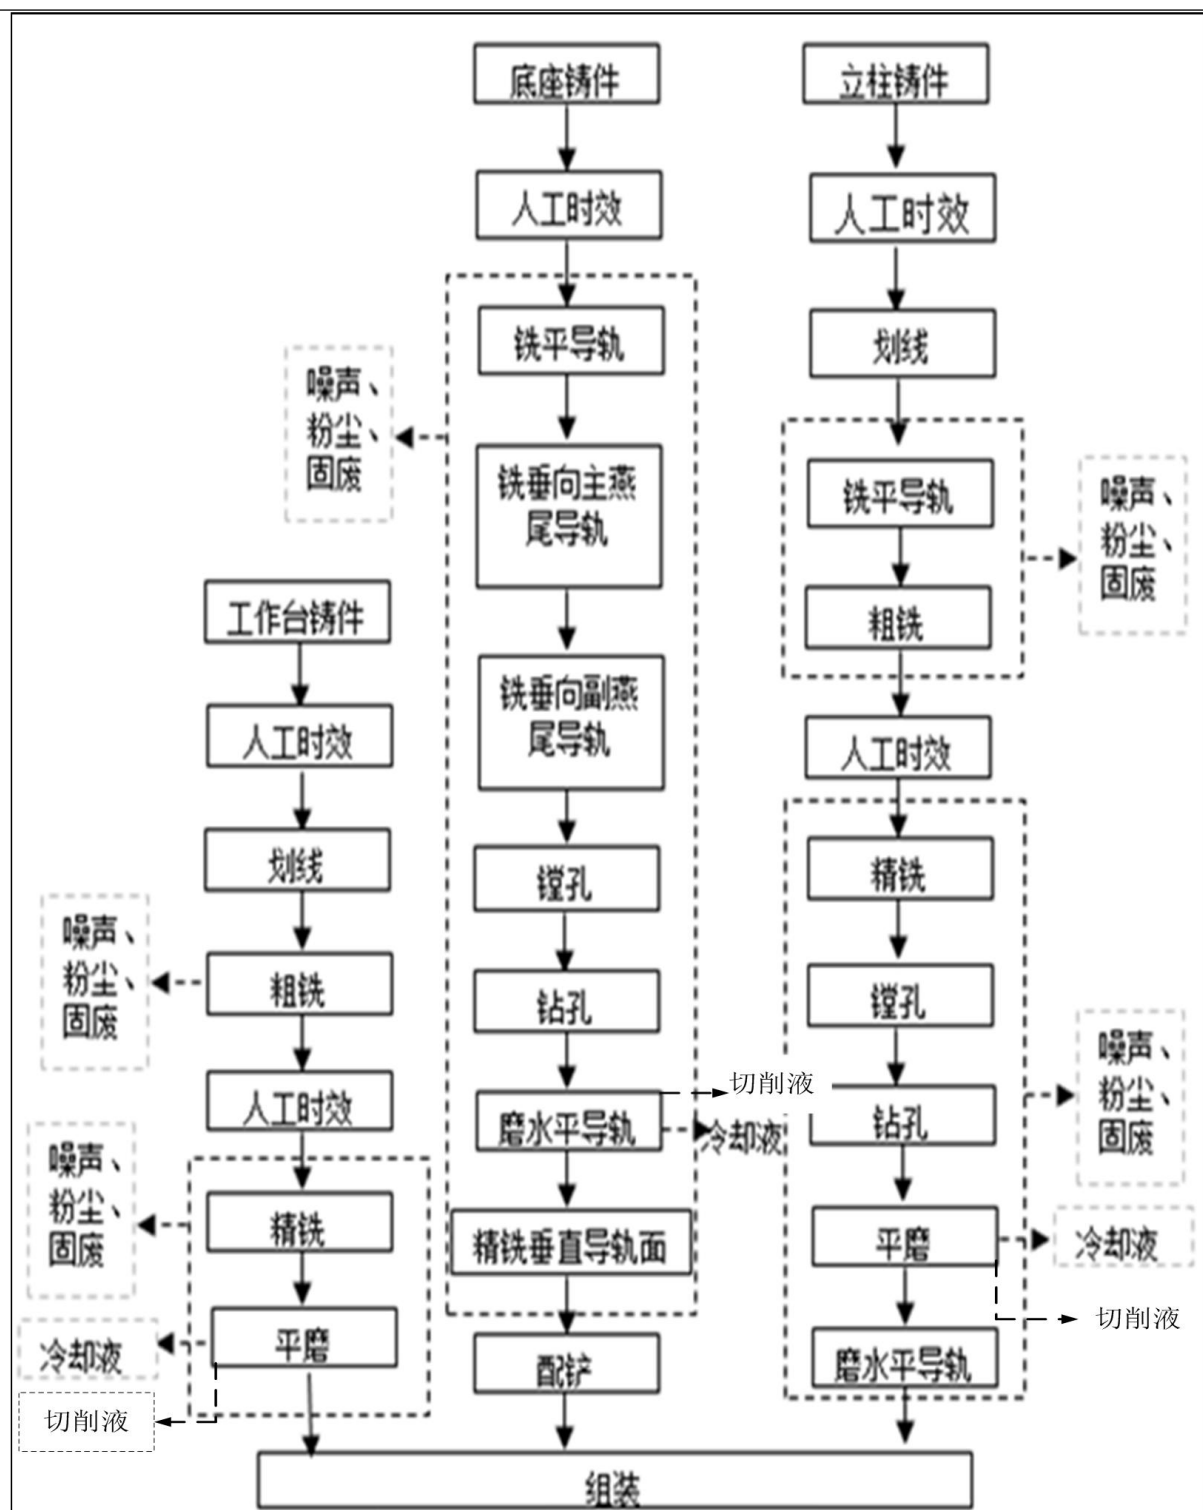 底座铸件
立柱铸件
人工时效
人工时效
铣平导轨
划线
噪声、
粉尘、
固废
铣垂向主燕
尾导轨
铣平导轨
噪声、
粉尘、
固废
工作台铸件
粗铣
铣垂向副燕
尾导轨
人工时效
人工时效
划线
镗孔
精铣
噪声、
粉尘、
固废
粗铣
钻孔
镗孔
噪声、
粉尘、
固废
人工时效
磨水平导轨
切削液
冷却液
钻孔
噪声、
粉尘、
固废
精铣
精铣垂直导轨面
平磨
冷却液
切削液
平磨
冷却液
切削液
配铲
磨水平导轨
组装